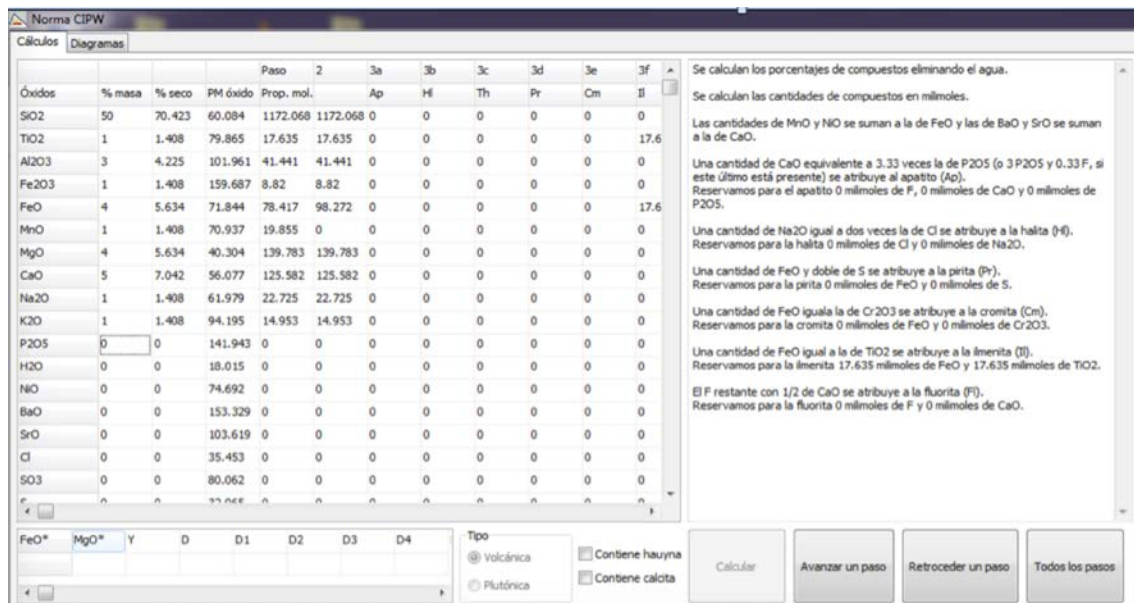 Norma CIPW
Cálculos Diagramas
Paso 2 3a 3b 3c 3d 3e 3f
Óxidos % masa % seco PM óxido Prop. mol. Ap Hl Th Pr Cm Il
SiO2 50 70.423 60.084 1172.068 1172.068 0 0 0 0 0 0
TiO2 1 1.408 79.865 17.635 17.635 0 0 0 0 0 17.6
Al2O3 3 4.225 101.961 41.441 41.441 0 0 0 0 0 0
Fe2O3 1 1.408 159.687 8.82 8.82 0 0 0 0 0 0
FeO 4 5.634 71.844 78.417 98.272 0 0 0 0 0 17.6
MnO 1 1.408 70.937 19.855 0 0 0 0 0 0 0
MgO 4 5.634 40.304 139.783 139.783 0 0 0 0 0 0
CaO 5 7.042 56.077 125.582 125.582 0 0 0 0 0 0
Na2O 1 1.408 61.979 22.725 22.725 0 0 0 0 0 0
K2O 1 1.408 94.195 14.953 14.953 0 0 0 0 0 0
P2O5 0 0 141.943 0 0 0 0 0 0 0 0
H2O 0 0 18.015 0 0 0 0 0 0 0 0
NiO 0 0 74.692 0 0 0 0 0 0 0 0
BaO 0 0 153.329 0 0 0 0 0 0 0 0
SrO 0 0 103.619 0 0 0 0 0 0 0 0
Cl 0 0 35.453 0 0 0 0 0 0 0 0
SO3 0 0 80.062 0 0 0 0 0 0 0 0
Se calculan los porcentajes de compuestos eliminando el agua.
Se calculan las cantidades de compuestos en milmoles.
Las cantidades de MnO y NiO se suman a la de FeO y las de BaO y SrO se suman
a la de CaO.
Una cantidad de CaO equivalente a 3.33 veces la de P2O5 (o 3 P2O5 y 0.33 F, si
este último está presente) se atribuye al apatito (Ap).
Reservamos para el apatito 0 milmoles de F, 0 milmoles de CaO y 0 milmoles de
P2O5.
Una cantidad de Na2O igual a dos veces la de Cl se atribuye a la halita (Hl).
Reservamos para la halita 0 milmoles de Cl y 0 milmoles de Na2O.
Una cantidad de FeO y doble de S se atribuye a la pirita (Pr).
Reservamos para la pirita 0 milmoles de FeO y 0 milmoles de S.
Una cantidad de FeO iguala la de Cr2O3 se atribuye a la cromita (Cm).
Reservamos para la cromita 0 milmoles de FeO y 0 milmoles de Cr2O3.
Una cantidad de FeO igual a la de TiO2 se atribuye a la ilmenita (Il).
Reservamos para la ilmenita 17.635 milmoles de FeO y 17.635 milmoles de TiO2.
El F restante con 1/2 de CaO se atribuye a la fluorita (Fl).
Reservamos para la fluorita 0 milmoles de F y 0 milmoles de CaO.
FeO* MgO* Y D D1 D2 D3 D4
Tipo
Volcánica
Plutónica
Contiene hauyna
Contiene calcita
Calcular
Avanzar un paso
Retroceder un paso
Todos los pasos